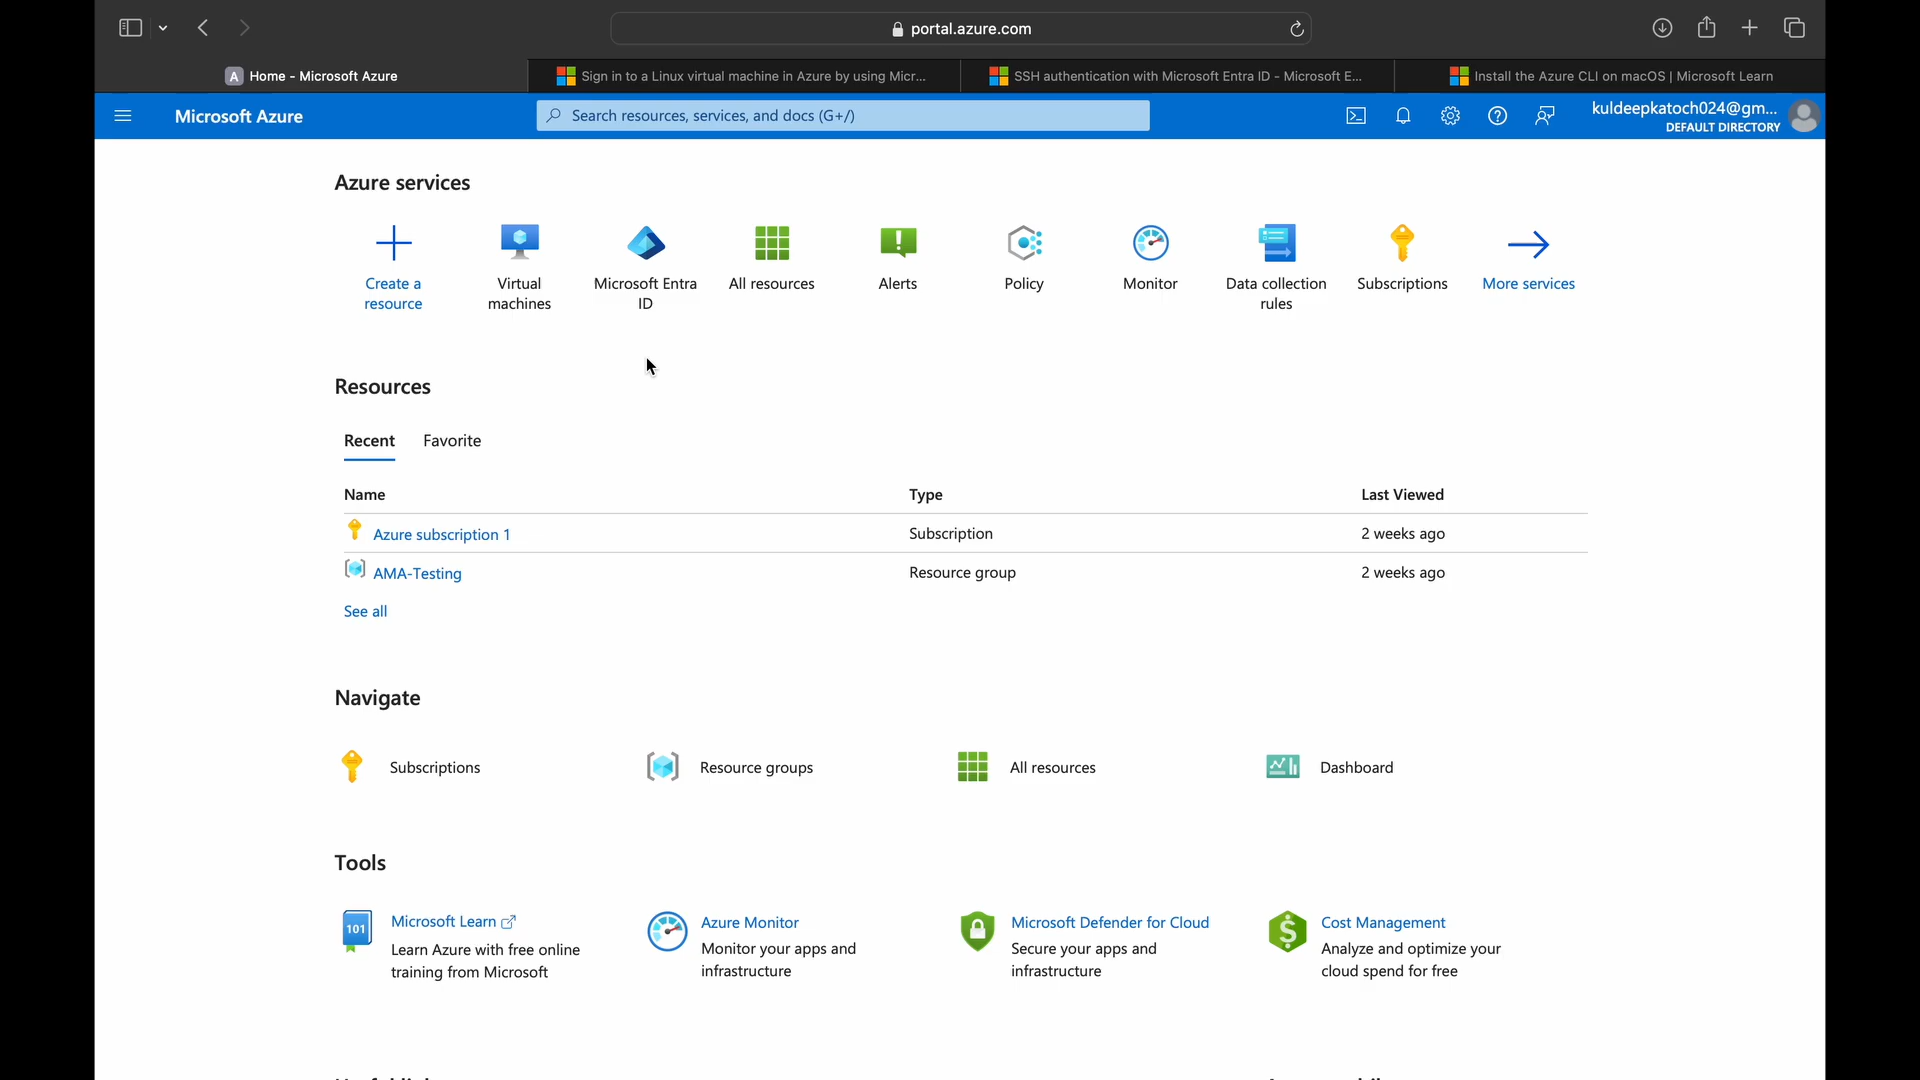 portal.azure.com
A Home - Microsoft Azure
Sign in to a Linux virtual machine in Azure by using Micr...
SSH authentication with Microsoft Entra ID - Microsoft E...
Install the Azure CLI on macOS | Microsoft Learn
Microsoft Azure
Search resources, services, and docs (G+/)
kuldeepkatoch024@gm...
DEFAULT DIRECTORY
Azure services
Create a
resource
Virtual
machines
Microsoft Entra
ID
All resources
Alerts
Policy
Monitor
Data collection
rules
Subscriptions
More services
Resources
Recent
Favorite
Name
Type
Last Viewed
Azure subscription 1
Subscription
2 weeks ago
AMA-Testing
Resource group
2 weeks ago
See all
Navigate
Subscriptions
Resource groups
All resources
Dashboard
Tools
101
Microsoft Learn
Learn Azure with free online
training from Microsoft
Azure Monitor
Monitor your apps and
infrastructure
Microsoft Defender for Cloud
Secure your apps and
infrastructure
$
Cost Management
Analyze and optimize your
cloud spend for free